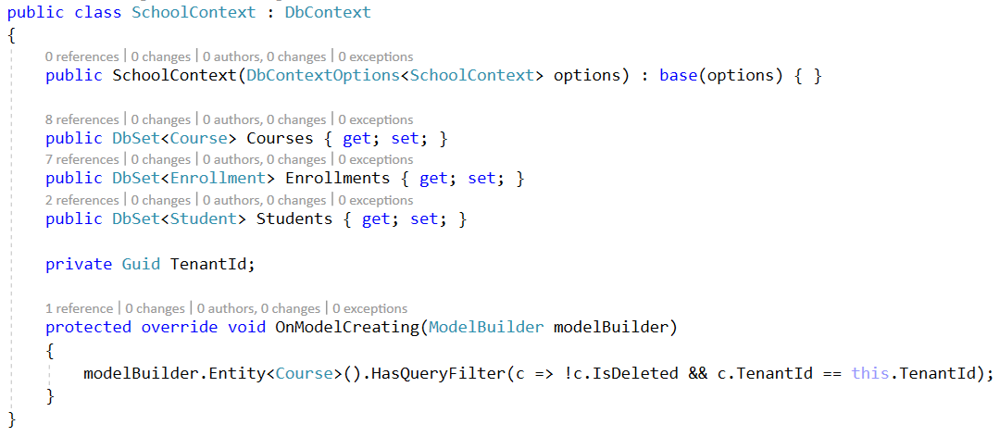 public class SchoolContext : DbContext
{
0 references | 0 changes | 0 authors, 0 changes | 0 exceptions
public SchoolContext(DbContextOptions<SchoolContext> options) : base(options) { }
8 references | 0 changes | 0 authors, 0 changes | 0 exceptions
public DbSet<Course> Courses { get; set; }
7 references | 0 changes | 0 authors, 0 changes | 0 exceptions
public DbSet<Enrollment> Enrollments { get; set; }
2 references | 0 changes | 0 authors, 0 changes | 0 exceptions
public DbSet<Student> Students { get; set; }
private Guid TenantId;
1 reference | 0 changes | 0 authors, 0 changes | 0 exceptions
protected override void OnModelCreating(ModelBuilder modelBuilder)
{
modelBuilder.Entity<Course>().HasQueryFilter(c => !c.IsDeleted && c.TenantId == this.TenantId);
}
}